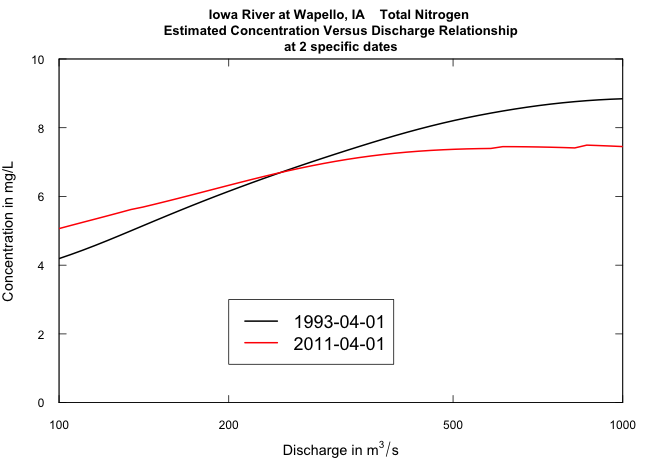 Iowa River at Wapello, IA    Total Nitrogen
Estimated Concentration Versus Discharge Relationship
at 2 specific dates
Concentration in mg/L
10
8
6
4
2
0
1993-04-01
2011-04-01
100
200
500
1000
Discharge in m³/s